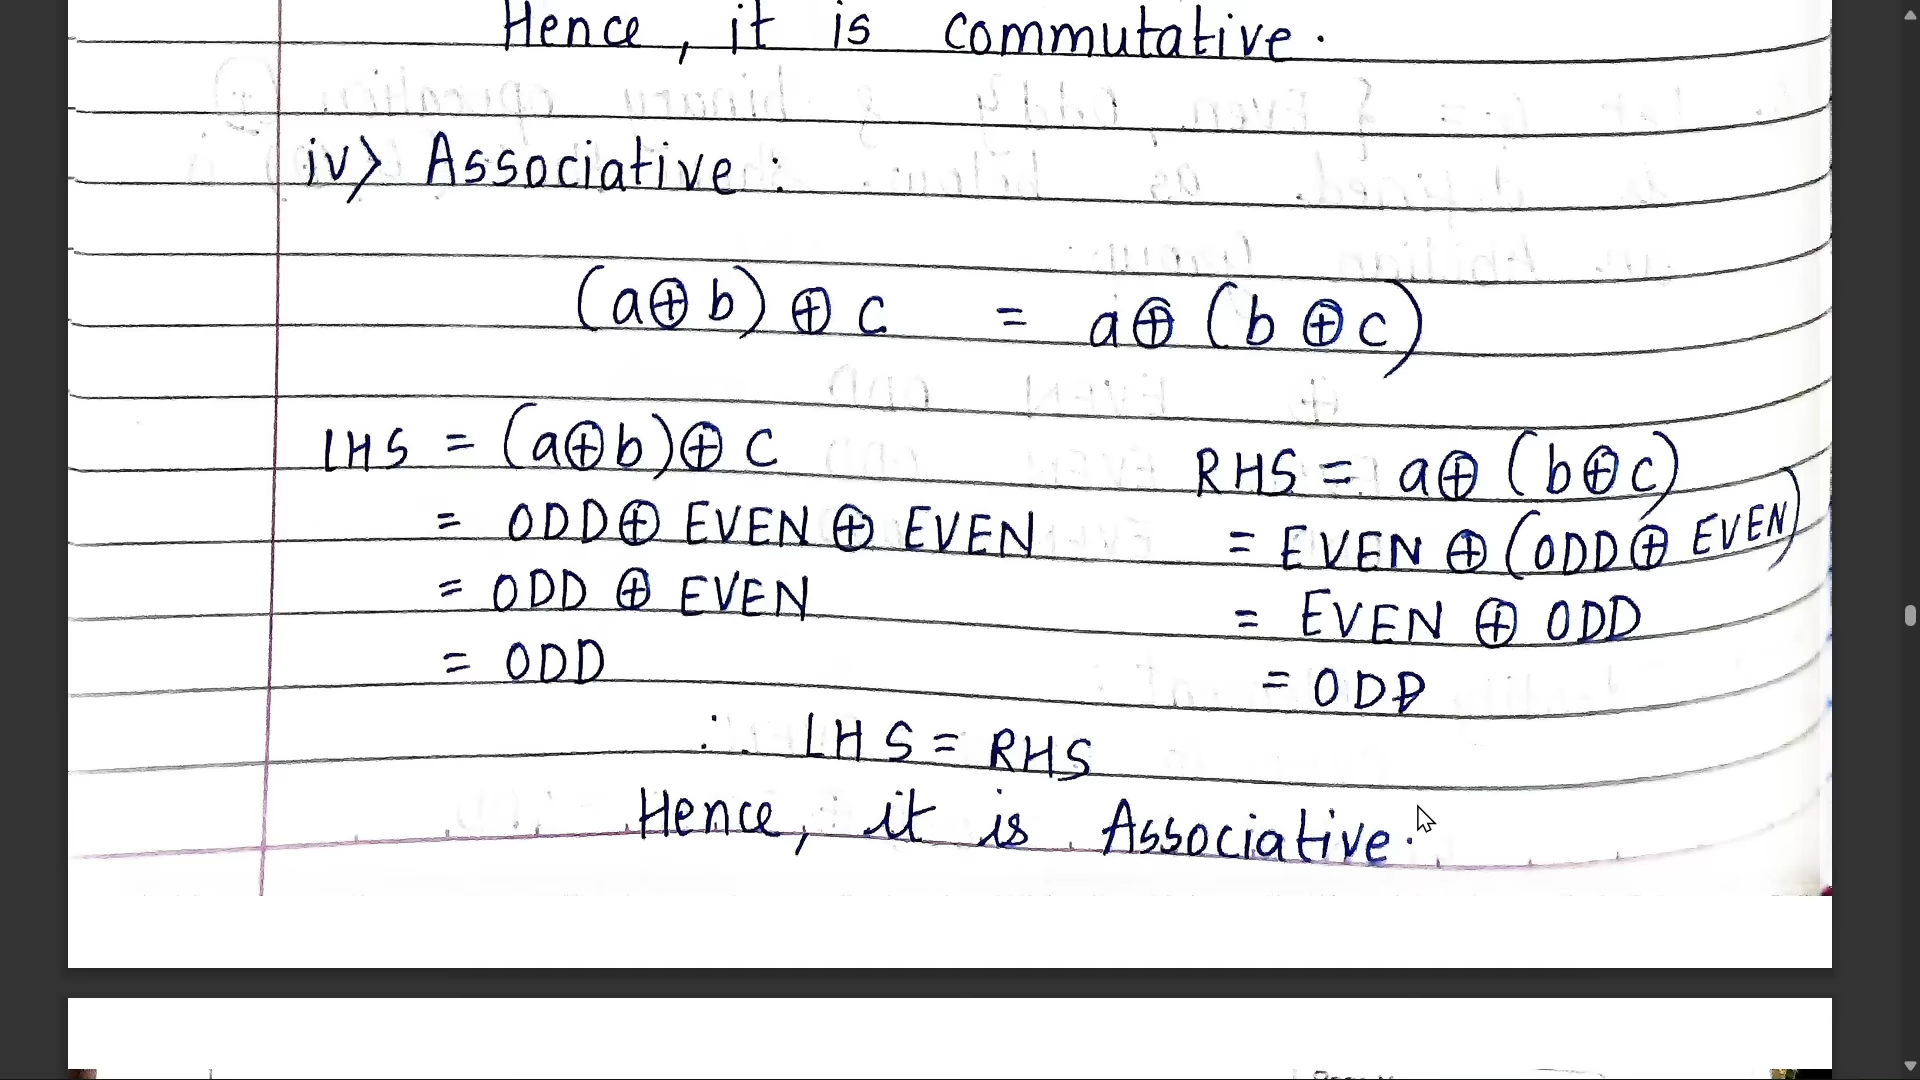 Hence, it is commutative.
iv) Associative:
(a⊕b)⊕c = a⊕(b⊕c)
LHS = (a⊕b)⊕c
= ODD⊕EVEN⊕EVEN
= ODD⊕EVEN
= ODD
RHS = a⊕(b⊕c)
= EVEN⊕(ODD⊕EVEN)
= EVEN⊕ODD
= ODD
∴ LHS = RHS
Hence, it is Associative.